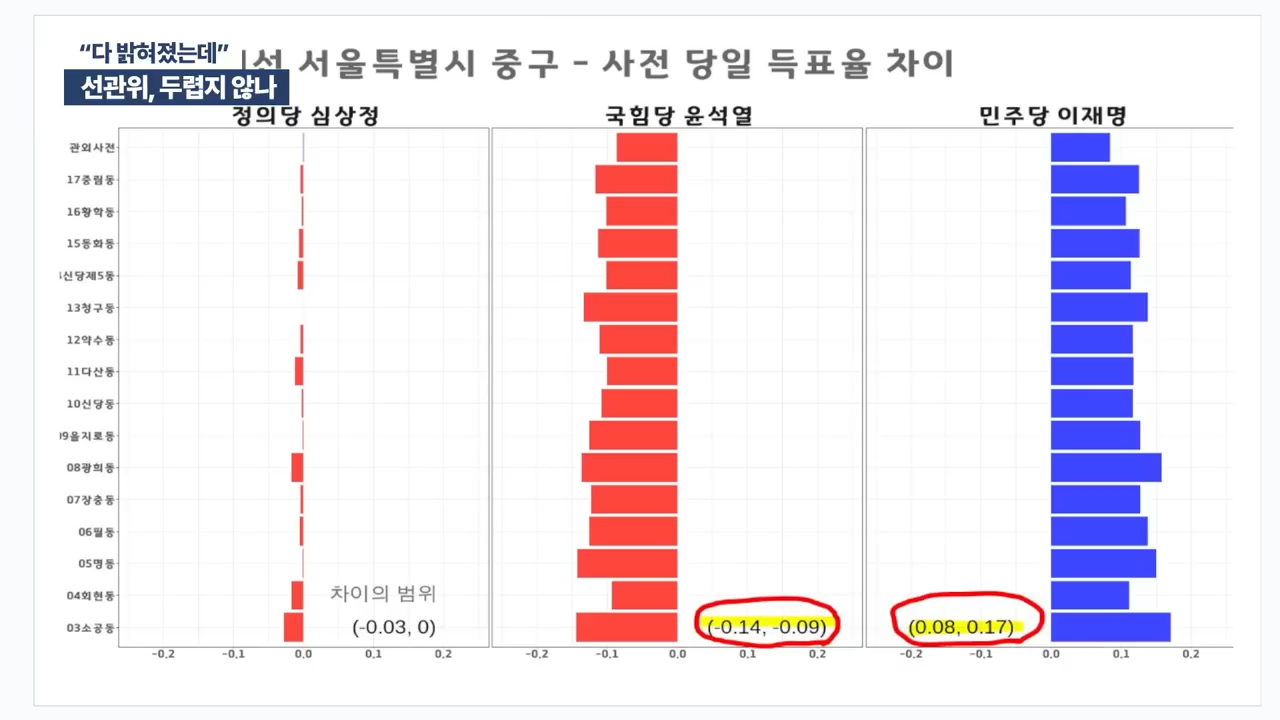 “다 밝혀졌는데”
선관위, 두렵지 않나
선 서울특별시 중구 - 사전 당일 득표율 차이
정의당 심상정 국힘당 윤석열 민주당 이재명
관외사전
17중림동
16황학동
15동화동
신당제5동
13청구동
12약수동
11다산동
10신당동
09을지로동
08광희동
07장충동
06필동
05명동
04회현동
03소공동
차이의 범위
(-0.03, 0) (-0.14, -0.09) (0.08, 0.17)
-0.2 -0.1 0.0 0.1 0.2 -0.2 -0.1 0.0 0.1 0.2 -0.2 -0.1 0.0 0.1 0.2